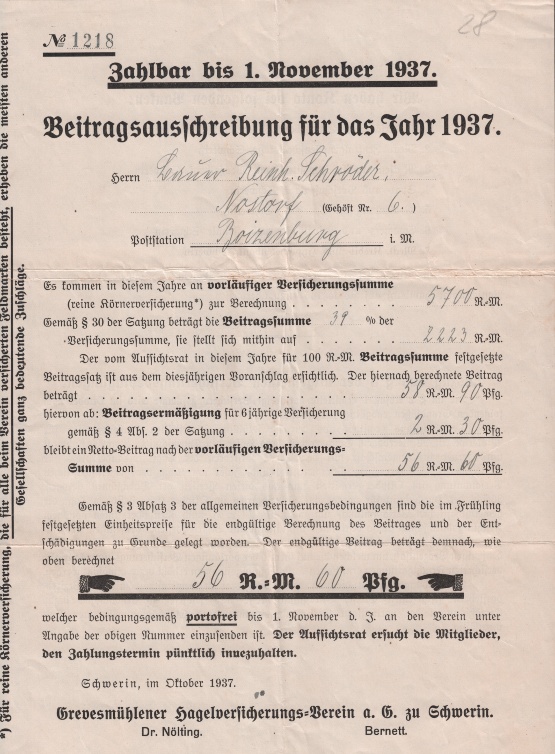 28
№ 1218
Zahlbar bis 1. November 1937.
Beitragsausschreibung für das Jahr 1937.
Herrn Bauer Reinh. Schröder.
Nostorf (Gehöft Nr. 6. )
Poststation Boizenburg i. M.
Es kommen in diesem Jahre an vorläufiger Versicherungssumme
(reine Körnerversicherung*) zur Berechnung . . . . . . . 5700 R.-M.
Gemäß § 30 der Satzung beträgt die Beitragssumme 39 % der
Versicherungssumme, sie stellt sich mithin auf . . . . . . 2223 R.-M.
Der vom Aufsichtsrat in diesem Jahre für 100 R.-M. Beitragssumme festgesetzte
Beitragssatz ist aus dem diesjährigen Voranschlag ersichtlich. Der hiernach berechnete Beitrag
beträgt . . . . . . . . . . . . . . . 58 R.-M. 90 Pfg.
hiervon ab: Beitragsermäßigung für 6 jährige Versicherung
gemäß § 4 Abs. 2 der Satzung . . . . . . . 2 R.-M. 30 Pfg.
bleibt ein Netto-Beitrag nach der vorläufigen Versicherungs-
Summe von . . . . . . . . . . . . . 56 R.-M. 60 Pfg.
Gemäß § 3 Absatz 3 der allgemeinen Versicherungsbedingungen sind die im Frühling
festgesetzten Einheitspreise für die endgültige Berechnung des Beitrages und der Ent-
schädigungen zu Grunde gelegt worden. Der endgültige Beitrag beträgt demnach, wie
oben berechnet
56 R.-M. 60 Pfg.
welcher bedingungsgemäß portofrei bis 1. November d. J. an den Verein unter
Angabe der obigen Nummer einzusenden ist. Der Aufsichtsrat ersucht die Mitglieder,
den Zahlungstermin pünktlich innezuhalten.
Schwerin, im Oktober 1937.
Grevesmühlener Hagelversicherungs-Verein a. G. zu Schwerin.
Dr. Nölting. Bernett.
*) Für reine Körnerversicherung, die für alle beim Verein versicherten Feldmarken besteht, erheben die meisten anderen
Gesellschaften ganz bedeutende Zuschläge.